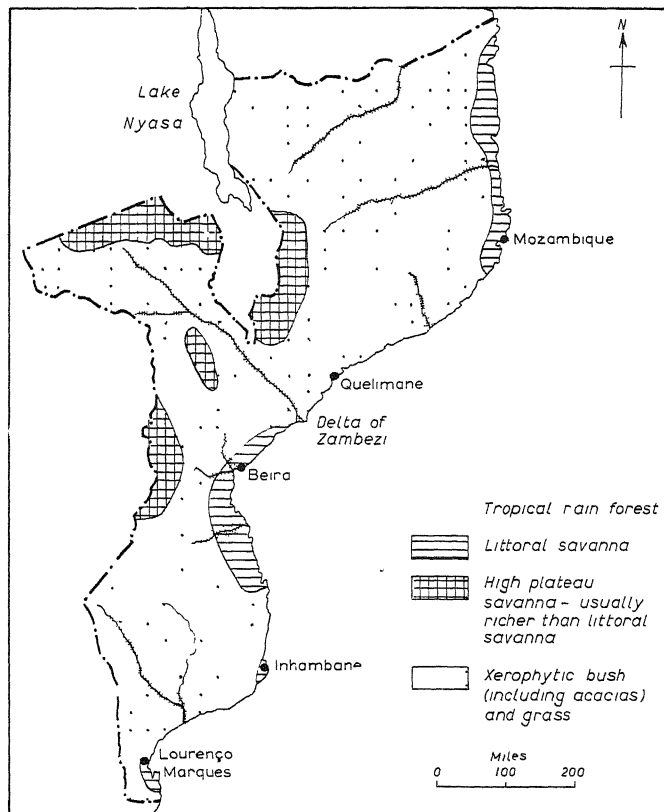 N
Lake
Nyasa
Mozambique
Quelimane
Delta of
Zambezi
Beira
Tropical rain forest
Littoral savanna
High plateau
savanna – usually
richer than littoral
savanna
Inhambane
Xerophytic bush
(including acacias)
and grass
Lourenço
Marques
Miles
0 100 200